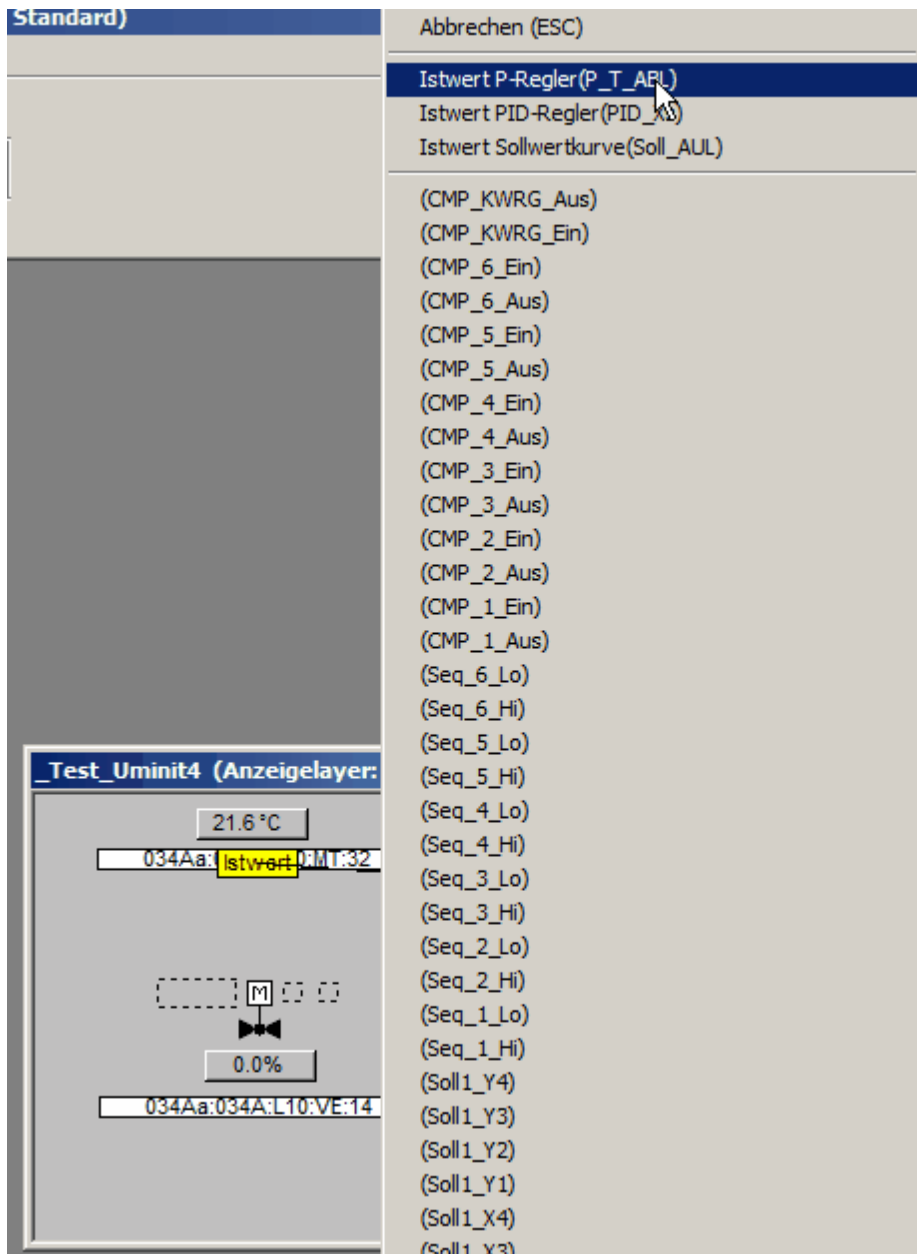 Standard)
Abbrechen (ESC)
Istwert P-Regler(P_T_ABL)
Istwert PID-Regler(PID_X
Istwert Sollwertkurve(Soll_AUL)
(CMP_KWRG_Aus)
(CMP_KWRG_Ein)
(CMP_6_Ein)
(CMP_6_Aus)
(CMP_5_Ein)
(CMP_5_Aus)
(CMP_4_Ein)
(CMP_4_Aus)
(CMP_3_Ein)
(CMP_3_Aus)
(CMP_2_Ein)
(CMP_2_Aus)
(CMP_1_Ein)
(CMP_1_Aus)
(Seq_6_Lo)
(Seq_6_Hi)
(Seq_5_Lo)
(Seq_5_Hi)
(Seq_4_Lo)
(Seq_4_Hi)
(Seq_3_Lo)
(Seq_3_Hi)
(Seq_2_Lo)
(Seq_2_Hi)
(Seq_1_Lo)
(Seq_1_Hi)
(Soll1_Y4)
(Soll1_Y3)
(Soll1_Y2)
(Soll1_Y1)
(Soll1_X4)
(Soll1_X3)
_Test_Uminit4 (Anzeigelayer:
21.6 °C
034Aa: Istwert 0:MT:32
M
0.0%
034Aa:034A:L10:VE:14